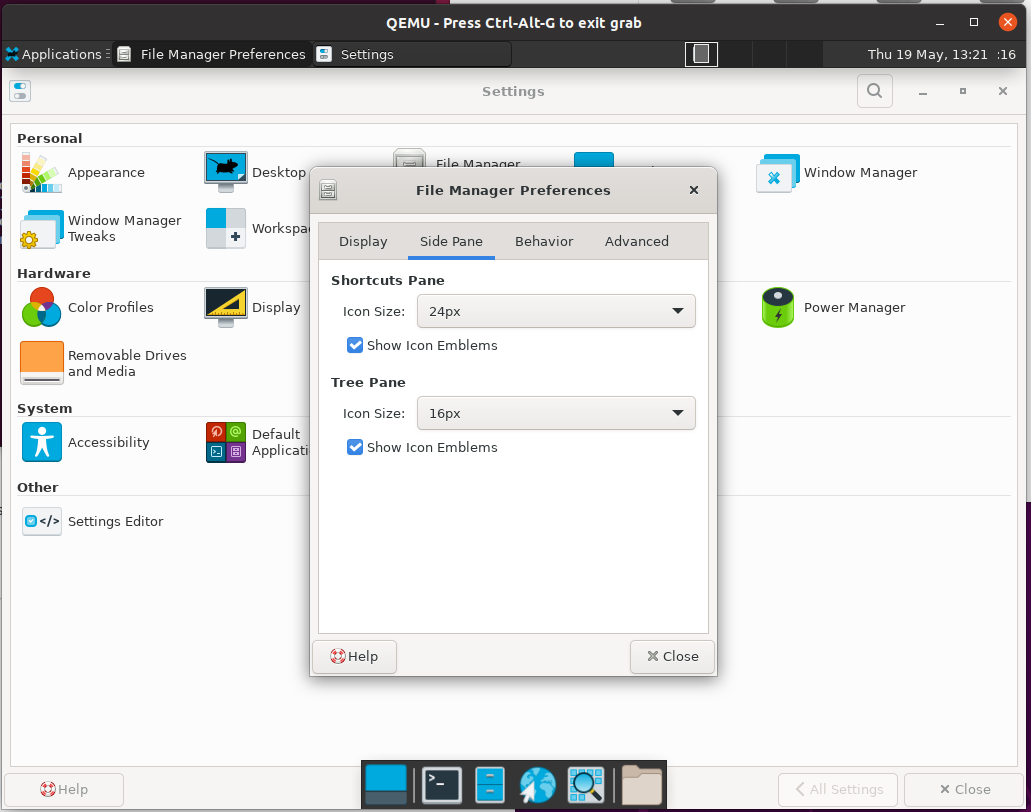 QEMU - Press Ctrl-Alt-G to exit grab
Applications
File Manager Preferences
Settings
Thu 19 May, 13:21
:16
Settings
Personal
Appearance
Desktop
File Manager
Window Manager
Window Manager
Tweaks
Workspa
Hardware
Color Profiles
Display
Power Manager
Removable Drives
and Media
System
Accessibility
Default
Applicati
Other
</>
Settings Editor
File Manager Preferences
Display
Side Pane
Behavior
Advanced
Shortcuts Pane
Icon Size:
24px
Show Icon Emblems
Tree Pane
Icon Size:
16px
Show Icon Emblems
Help
Close
Help
All Settings
Close